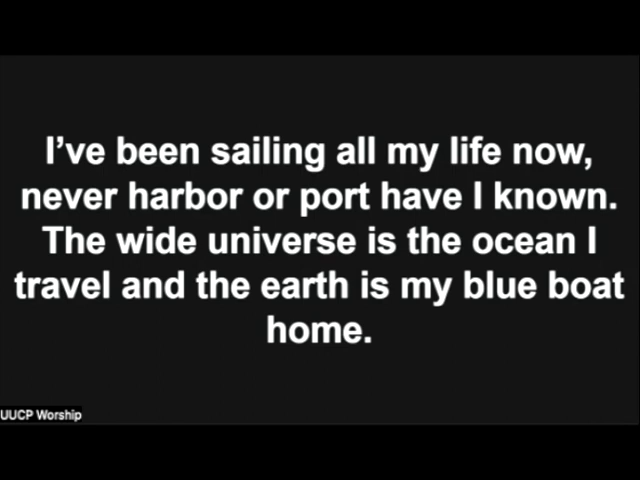 I’ve been sailing all my life now,
never harbor or port have I known.
The wide universe is the ocean I
travel and the earth is my blue boat
home.
UUCP Worship